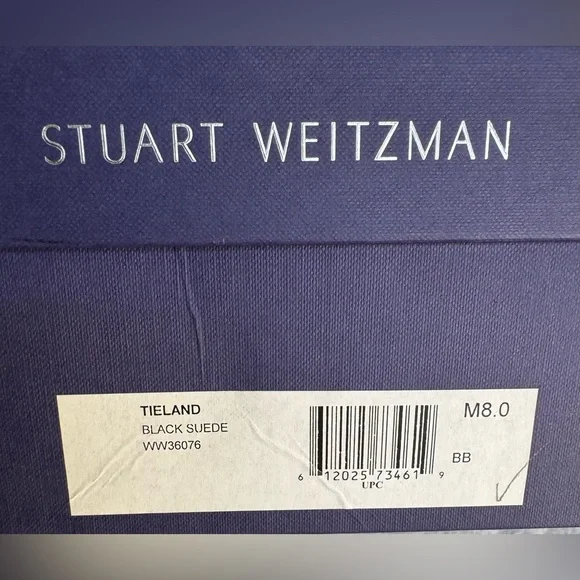 STUART WEITZMAN
TIELAND
BLACK SUEDE
WW36076
6 12025 73461 9
UPC
M8.0
BB